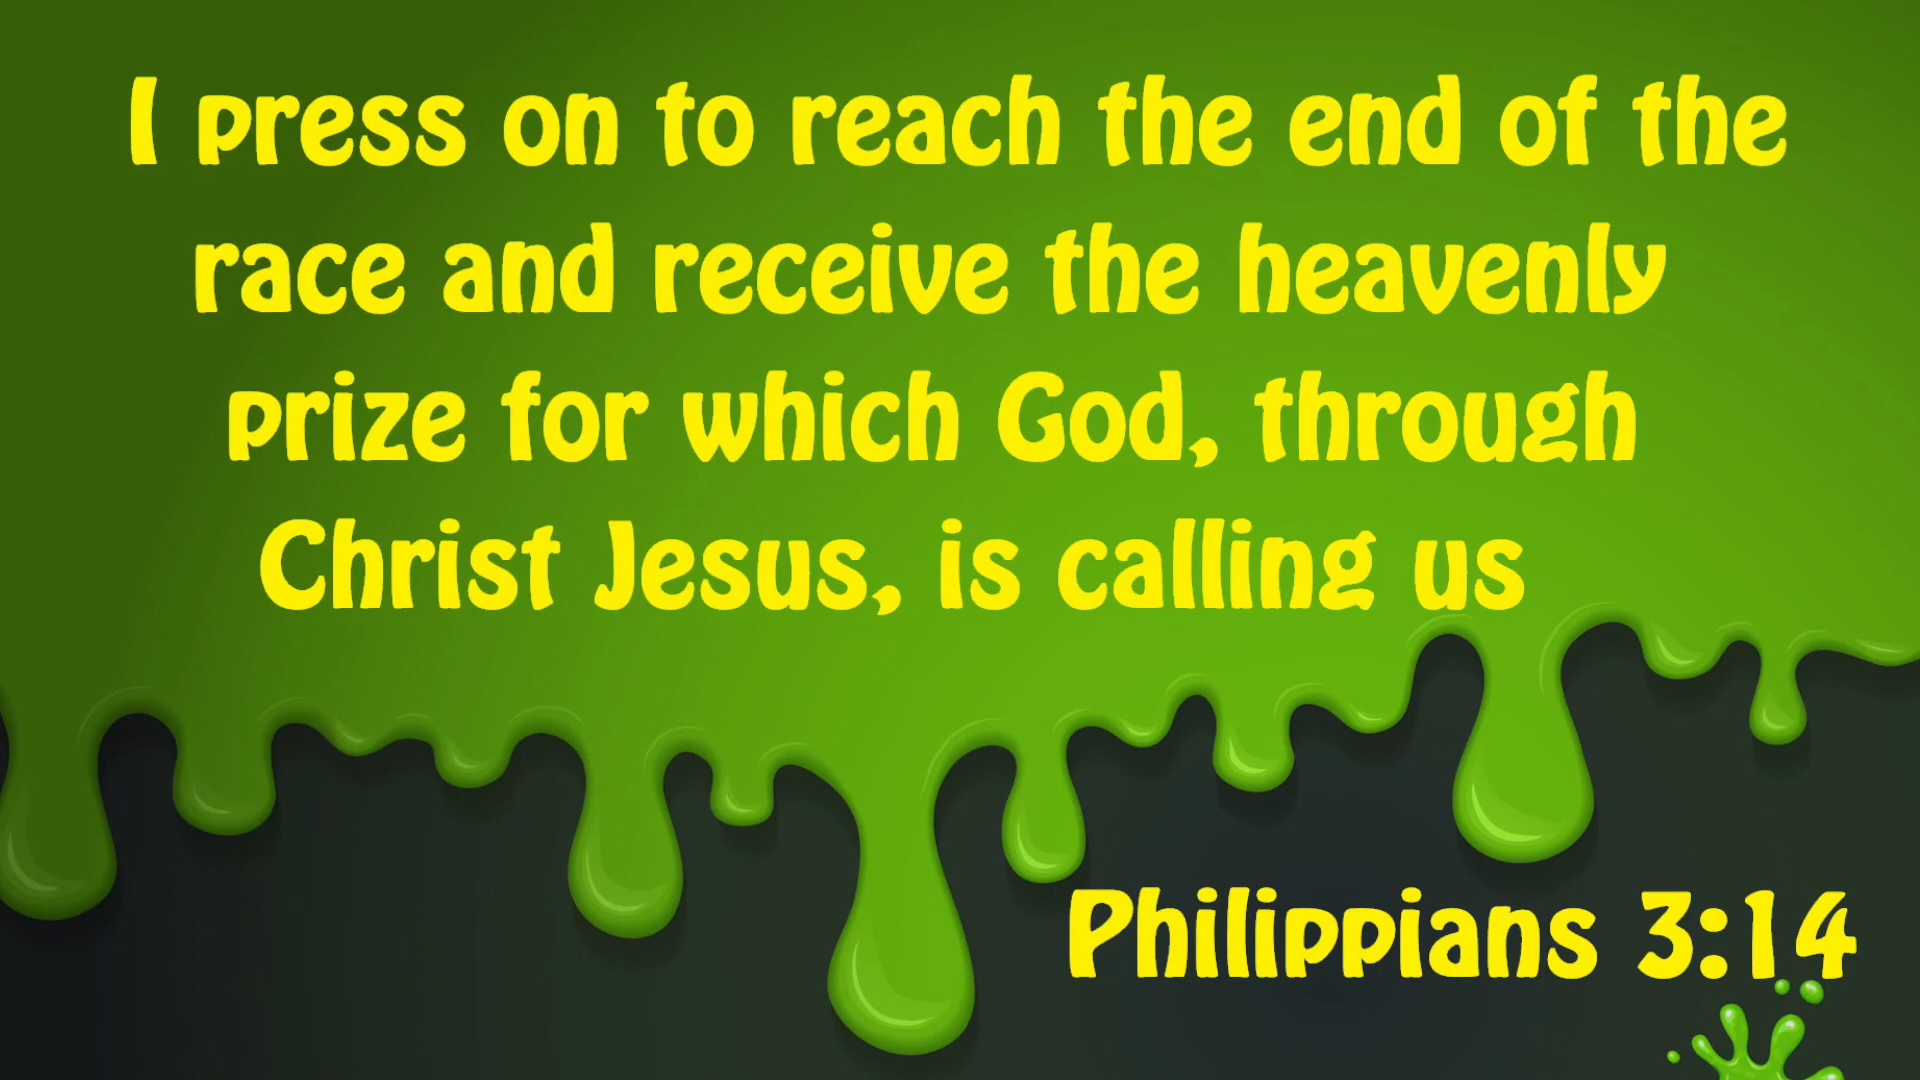 I press on to reach the end of the
race and receive the heavenly
prize for which God, through
Christ Jesus, is calling us
Philippians 3:14